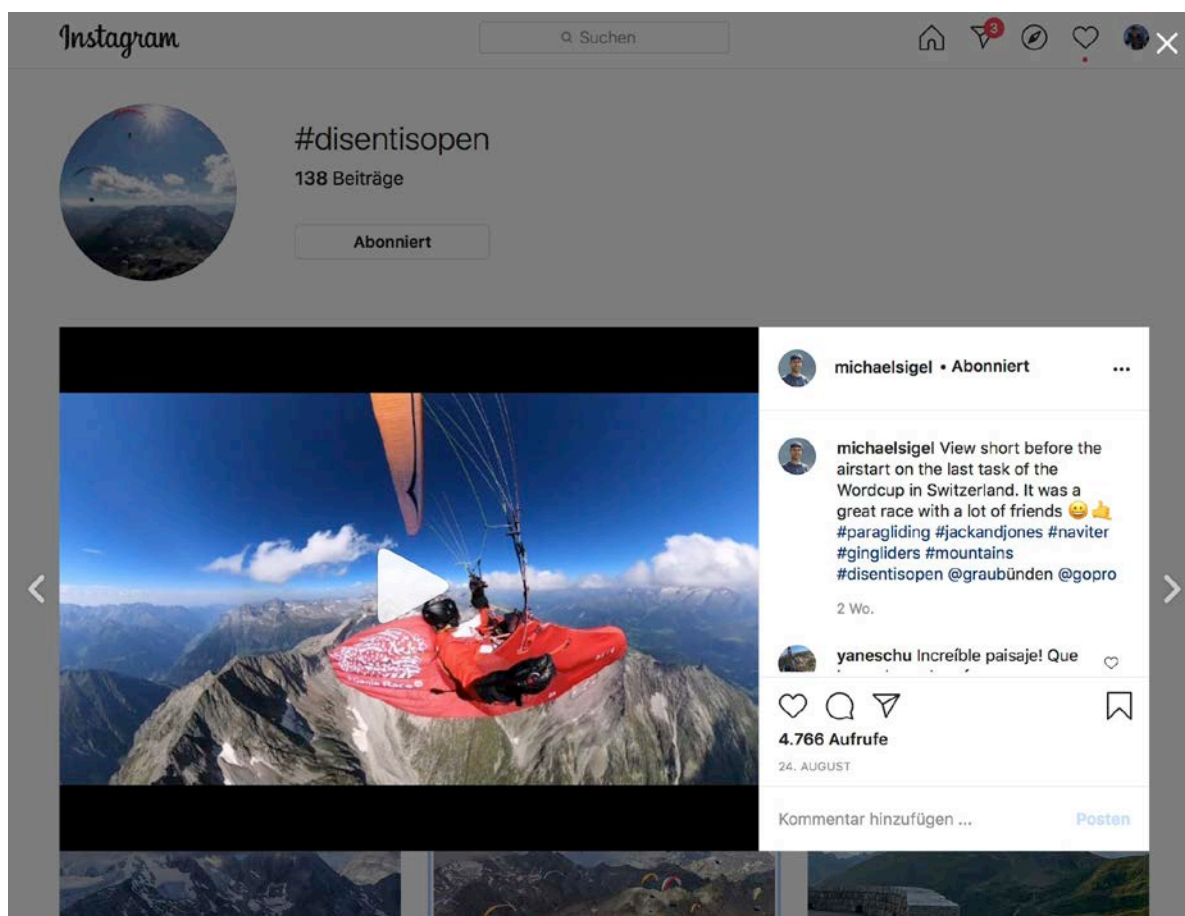 Instagram
Suchen
3
#disentisopen
138 Beiträge
Abonniert
michaelsigel • Abonniert
michaelsigel View short before the
airstart on the last task of the
Wordcup in Switzerland. It was a
great race with a lot of friends 😀 🤙
#paragliding #jackandjones #naviter
#gingliders #mountains
#disentisopen @graubünden @gopro
2 Wo.
yaneschu Increíble paisaje! Que
4.766 Aufrufe
24. AUGUST
Kommentar hinzufügen ...
Posten
Race